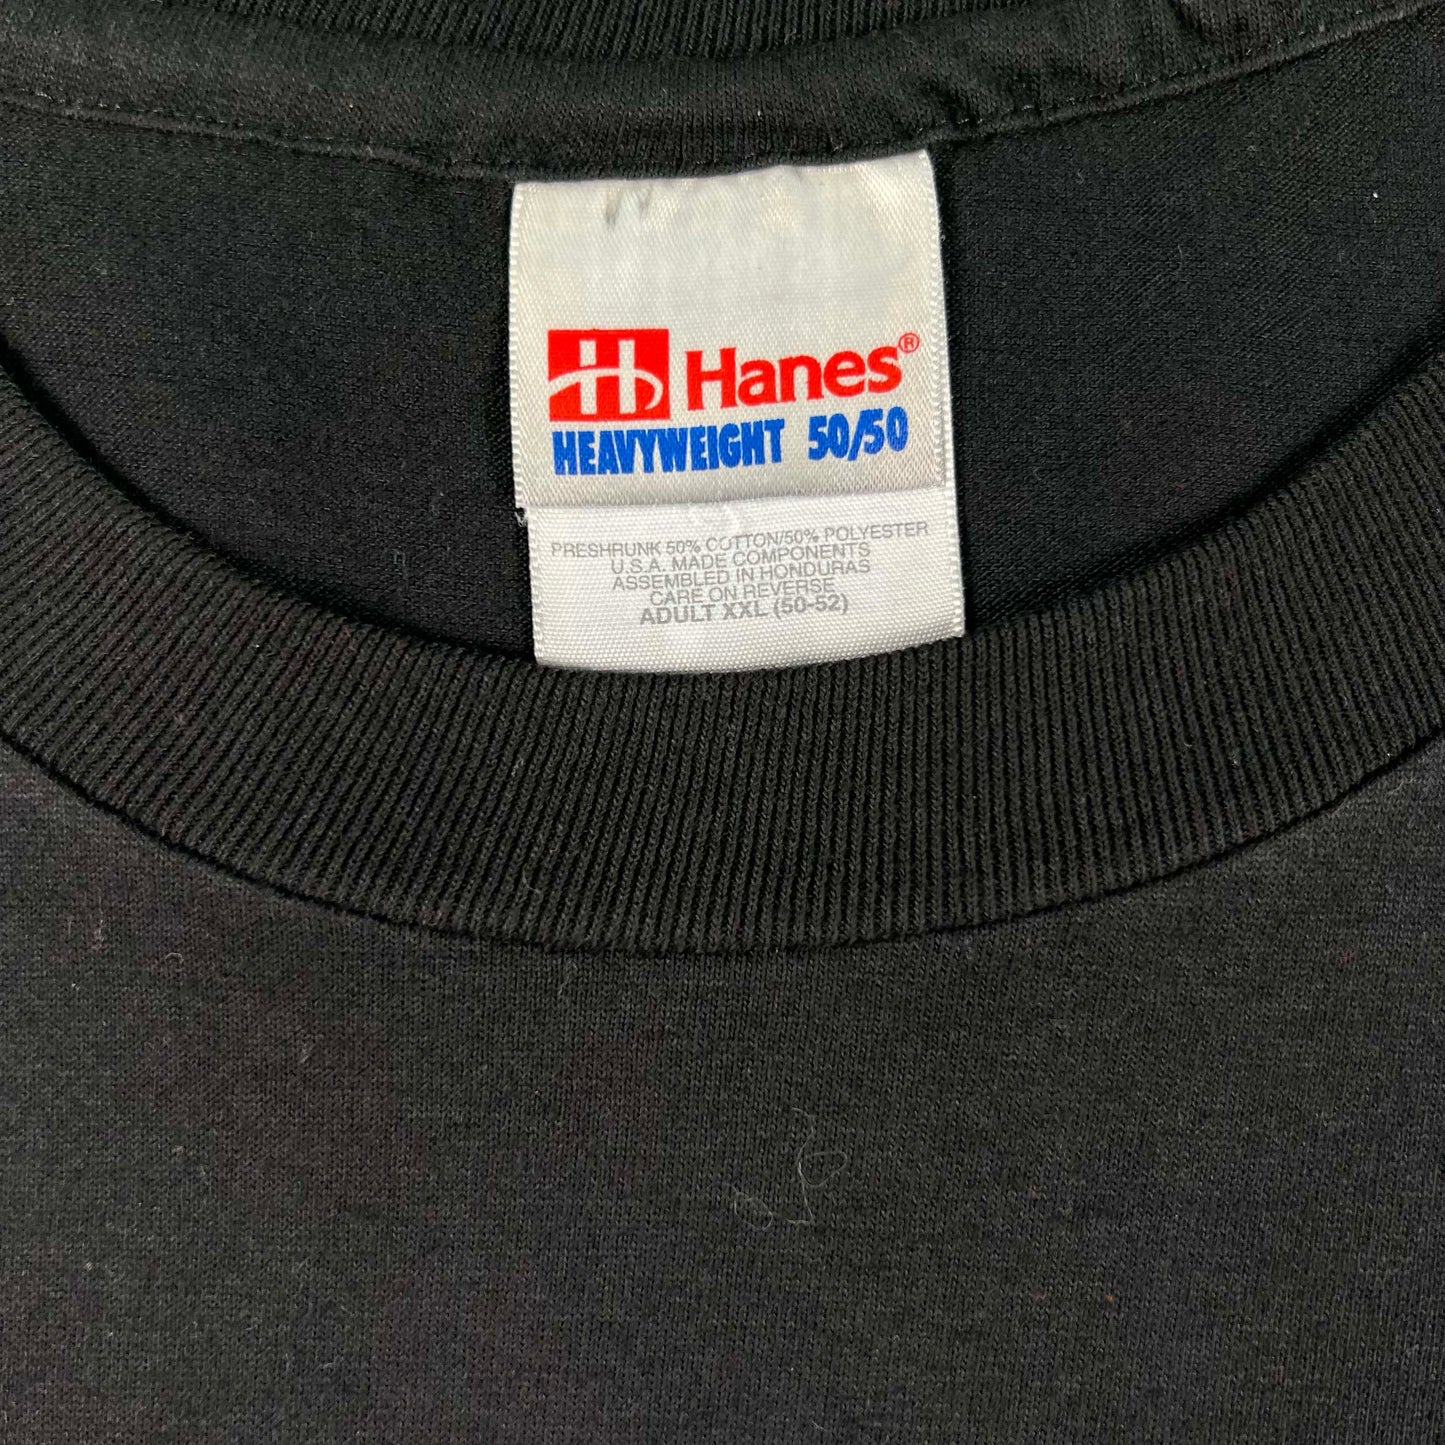 H Hanes®
HEAVYWEIGHT 50/50
PRESHRUNK 50% COTTON/50% POLYESTER
U.S.A. MADE COMPONENTS
ASSEMBLED IN HONDURAS
CARE ON REVERSE
ADULT XXL (50-52)